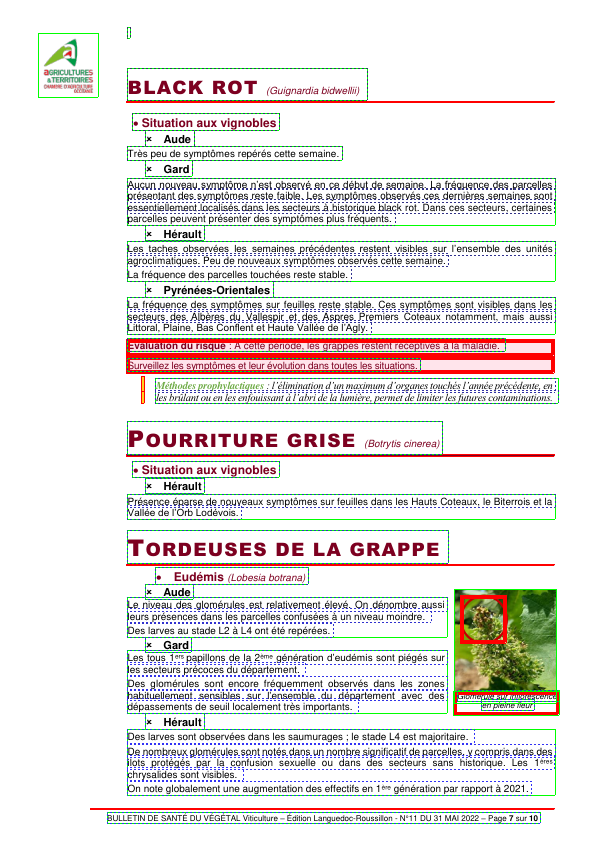 AGRICULTURES
& TERRITOIRES
CHAMBRE D'AGRICULTURE
OCCITANIE
BLACK ROT (Guignardia bidwellii)
• Situation aux vignobles
× Aude
Très peu de symptômes repérés cette semaine.
× Gard
Aucun nouveau symptôme n'est observé en ce début de semaine. La fréquence des parcelles
présentant des symptômes reste faible. Les symptômes observés ces dernières semaines sont
essentiellement localisés dans les secteurs à historique black rot. Dans ces secteurs, certaines
parcelles peuvent présenter des symptômes plus fréquents.
× Hérault
Les taches observées les semaines précédentes restent visibles sur l'ensemble des unités
agroclimatiques. Peu de nouveaux symptômes observés cette semaine.
La fréquence des parcelles touchées reste stable.
× Pyrénées-Orientales
La fréquence des symptômes sur feuilles reste stable. Ces symptômes sont visibles dans les
secteurs des Albères du Vallespir et des Aspres Premiers Coteaux notamment, mais aussi
Littoral, Plaine, Bas Conflent et Haute Vallée de l'Agly.
Évaluation du risque : A cette période, les grappes restent réceptives à la maladie.
Surveillez les symptômes et leur évolution dans toutes les situations.
Méthodes prophylactiques : l'élimination d'un maximum d'organes touchés l'année précédente, en
les brûlant ou en les enfouissant à l'abri de la lumière, permet de limiter les futures contaminations.
POURRITURE GRISE (Botrytis cinerea)
• Situation aux vignobles
× Hérault
Présence éparse de nouveaux symptômes sur feuilles dans les Hauts Coteaux, le Biterrois et la
Vallée de l'Orb Lodévois.
TORDEUSES DE LA GRAPPE
• Eudémis (Lobesia botrana)
× Aude
Le niveau des glomérules est relativement élevé. On dénombre aussi
leurs présences dans les parcelles confusées à un niveau moindre.
Des larves au stade L2 à L4 ont été repérées.
× Gard
Les tous 1ers papillons de la 2ème génération d'eudémis sont piégés sur
les secteurs précoces du département.
Des glomérules sont encore fréquemment observés dans les zones
habituellement sensibles sur l'ensemble du département avec des
dépassements de seuil localement très importants.
Glomérule sur inflorescence
en pleine fleur
× Hérault
Des larves sont observées dans les saumurages ; le stade L4 est majoritaire.
De nombreux glomérules sont notés dans un nombre significatif de parcelles, y compris dans des
îlots protégés par la confusion sexuelle ou dans des secteurs sans historique. Les 1ères
chrysalides sont visibles.
On note globalement une augmentation des effectifs en 1ère génération par rapport à 2021.
BULLETIN DE SANTÉ DU VÉGÉTAL Viticulture – Édition Languedoc-Roussillon - N°11 DU 31 MAI 2022 – Page 7 sur 10